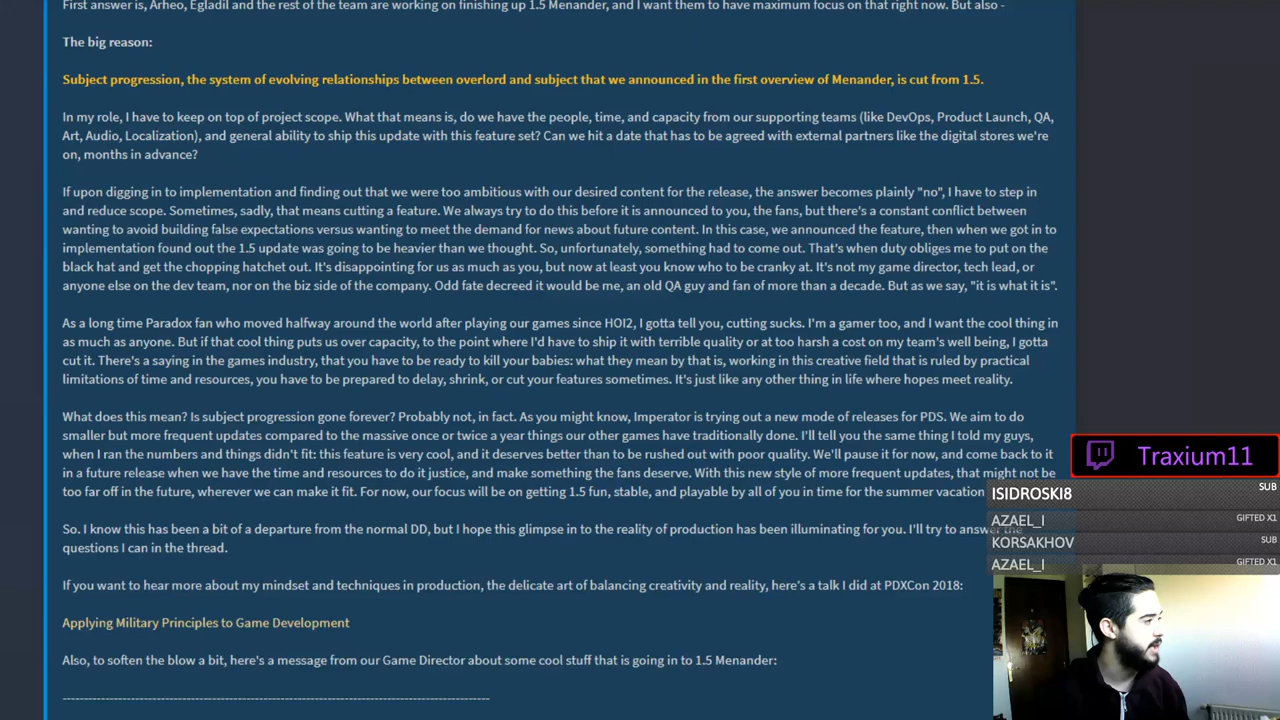 First answer is, Arheo, Egladil and the rest of the team are working on finishing up 1.5 Menander, and I want them to have maximum focus on that right now. But also -
The big reason:
Subject progression, the system of evolving relationships between overlord and subject that we announced in the first overview of Menander, is cut from 1.5.
In my role, I have to keep on top of project scope. What that means is, do we have the people, time, and capacity from our supporting teams (like DevOps, Product Launch, QA,
Art, Audio, Localization), and general ability to ship this update with this feature set? Can we hit a date that has to be agreed with external partners like the digital stores we're
on, months in advance?
If upon digging in to implementation and finding out that we were too ambitious with our desired content for the release, the answer becomes plainly "no", I have to step in
and reduce scope. Sometimes, sadly, that means cutting a feature. We always try to do this before it is announced to you, the fans, but there's a constant conflict between
wanting to avoid building false expectations versus wanting to meet the demand for news about future content. In this case, we announced the feature, then when we got in to
implementation found out the 1.5 update was going to be heavier than we thought. So, unfortunately, something had to come out. That's when duty obliges me to put on the
black hat and get the chopping hatchet out. It's disappointing for us as much as you, but now at least you know who to be cranky at. It's not my game director, tech lead, or
anyone else on the dev team, nor on the biz side of the company. Odd fate decreed it would be me, an old QA guy and fan of more than a decade. But as we say, "it is what it is".
As a long time Paradox fan who moved halfway around the world after playing our games since HOI2, I gotta tell you, cutting sucks. I'm a gamer too, and I want the cool thing in
as much as anyone. But if that cool thing puts us over capacity, to the point where I'd have to ship it with terrible quality or at too harsh a cost on my team's well being, I gotta
cut it. There's a saying in the games industry, that you have to be ready to kill your babies: what they mean by that is, working in this creative field that is ruled by practical
limitations of time and resources, you have to be prepared to delay, shrink, or cut your features sometimes. It's just like any other thing in life where hopes meet reality.
What does this mean? Is subject progression gone forever? Probably not, in fact. As you might know, Imperator is trying out a new mode of releases for PDS. We aim to do
smaller but more frequent updates compared to the massive once or twice a year things our other games have traditionally done. I'll tell you the same thing I told my guys,
when I ran the numbers and things didn't fit: this feature is very cool, and it deserves better than to be rushed out with poor quality. We'll pause it for now, and come back to it
in a future release when we have the time and resources to do it justice, and make something the fans deserve. With this new style of more frequent updates, that might not be
too far off in the future, wherever we can make it fit. For now, our focus will be on getting 1.5 fun, stable, and playable by all of you in time for the summer vacation
So. I know this has been a bit of a departure from the normal DD, but I hope this glimpse in to the reality of production has been illuminating for you. I'll try to answer the
questions I can in the thread.
If you want to hear more about my mindset and techniques in production, the delicate art of balancing creativity and reality, here's a talk I did at PDXCon 2018:
Applying Military Principles to Game Development
Also, to soften the blow a bit, here's a message from our Game Director about some cool stuff that is going in to 1.5 Menander:
Traxium11
ISIDROSKI8 SUB
AZAEL_I GIFTED X1
KORSAKHOV SUB
AZAEL_I GIFTED X1